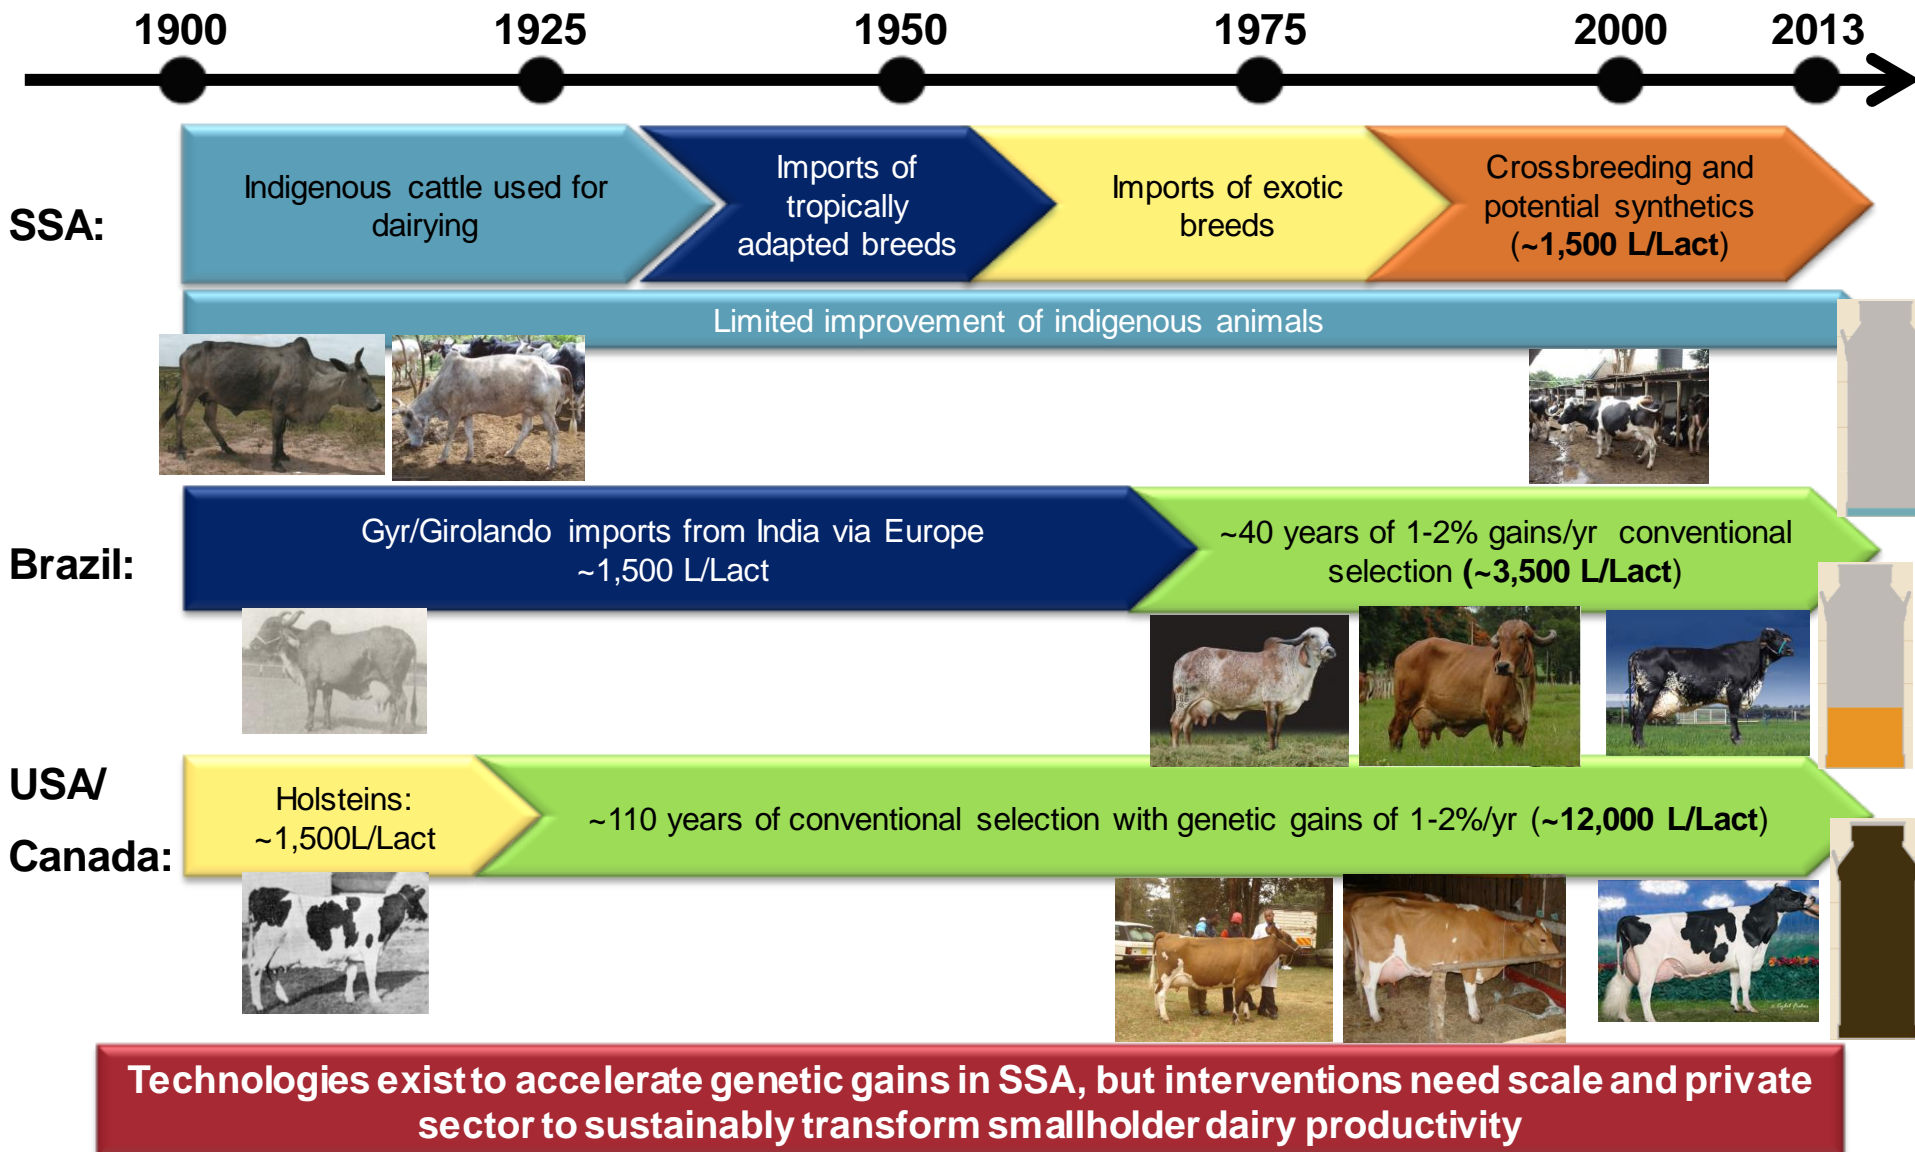 1900 1925 1950 1975 2000 2013
SSA:
Indigenous cattle used for
dairying
Imports of
tropically
adapted breeds
Imports of exotic
breeds
Crossbreeding and
potential synthetics
(~1,500 L/Lact)
Limited improvement of indigenous animals
Brazil:
Gyr/Girolando imports from India via Europe
~1,500 L/Lact
~40 years of 1-2% gains/yr conventional
selection (~3,500 L/Lact)
USA/
Canada:
Holsteins:
~1,500L/Lact
~110 years of conventional selection with genetic gains of 1-2%/yr (~12,000 L/Lact)
Technologies exist to accelerate genetic gains in SSA, but interventions need scale and private
sector to sustainably transform smallholder dairy productivity